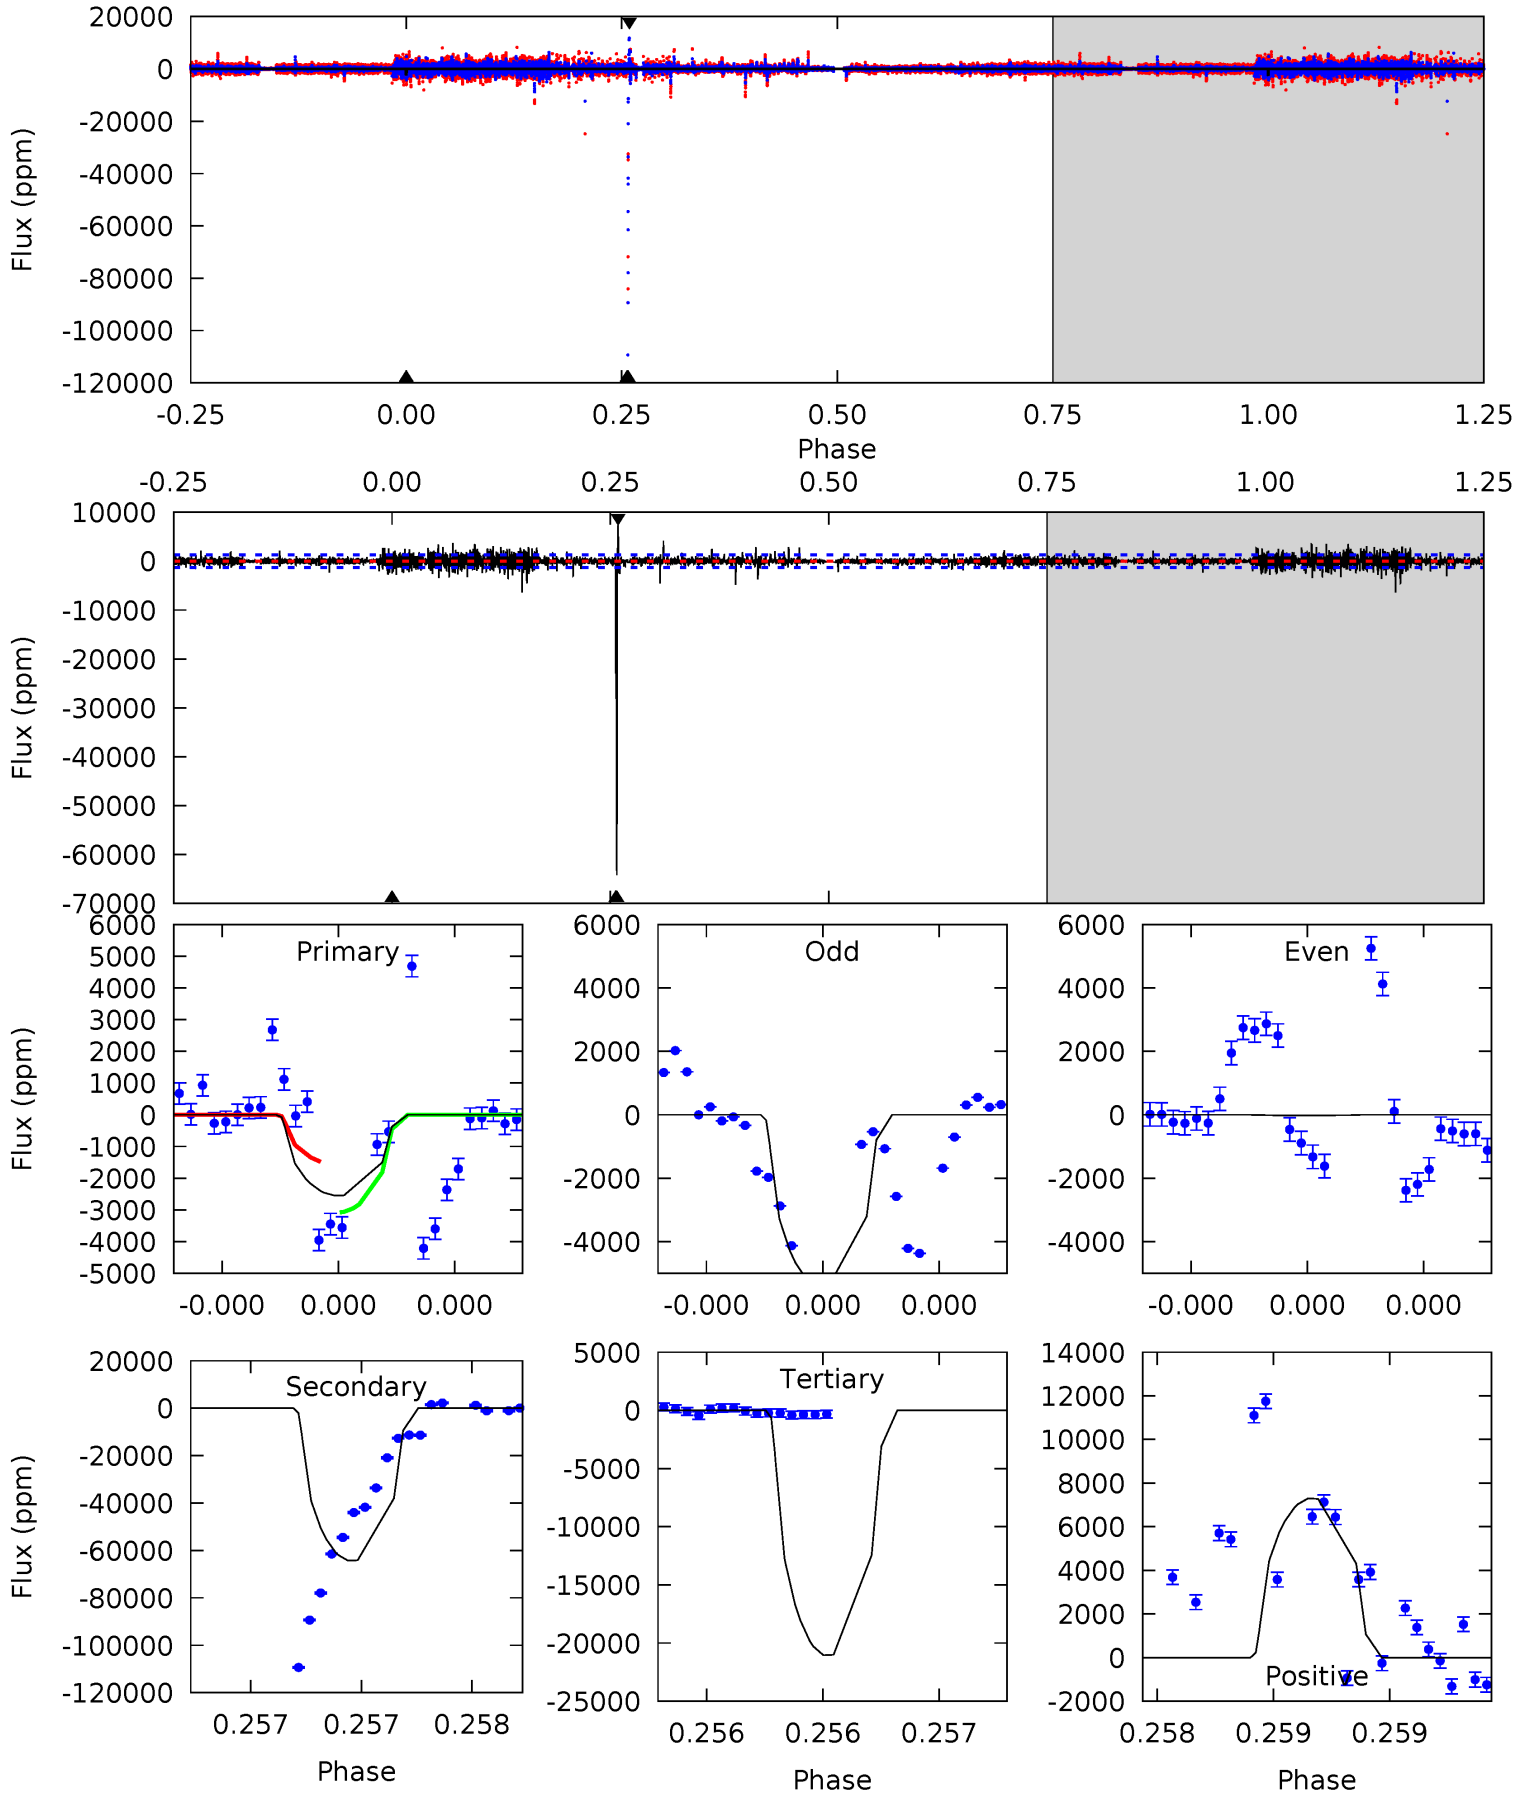 20000
0
-20000
-40000
-60000
-80000
-100000
-120000
Flux (ppm)
-0.25 0.00 0.25 0.50 0.75 1.00 1.25
Phase
-0.25 0.00 0.25 0.50 0.75 1.00 1.25
10000
0
-10000
-20000
-30000
-40000
-50000
-60000
-70000
Flux (ppm)
Primary
6000
5000
4000
3000
2000
1000
0
-1000
-2000
-3000
-4000
-5000
Flux (ppm)
-0.000 0.000 0.000
Odd
6000
4000
2000
0
-2000
-4000
-0.000 0.000 0.000
Even
6000
4000
2000
0
-2000
-4000
-0.000 0.000 0.000
Secondary
20000
0
-20000
-40000
-60000
-80000
-100000
-120000
Flux (ppm)
0.257 0.257 0.258
Phase
Tertiary
5000
0
-5000
-10000
-15000
-20000
-25000
0.256 0.256 0.257
Phase
14000
12000
10000
8000
6000
4000
2000
0
-2000
Positive
0.258 0.259 0.259
Phase